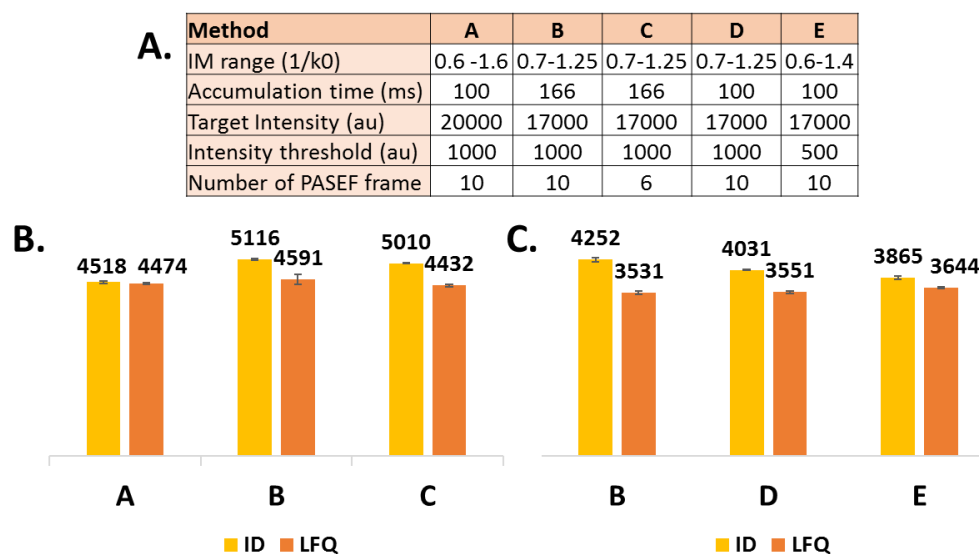 A.
Method A B C D E
IM range (1/k0) 0.6 -1.6 0.7-1.25 0.7-1.25 0.7-1.25 0.6-1.4
Accumulation time (ms) 100 166 166 100 100
Target Intensity (au) 20000 17000 17000 17000 17000
Intensity threshold (au) 1000 1000 1000 1000 500
Number of PASEF frame 10 10 6 10 10
B.
4518 4474 5116 4591 5010 4432
A B C
ID LFQ
C.
4252 3531 4031 3551 3865 3644
B D E
ID LFQ